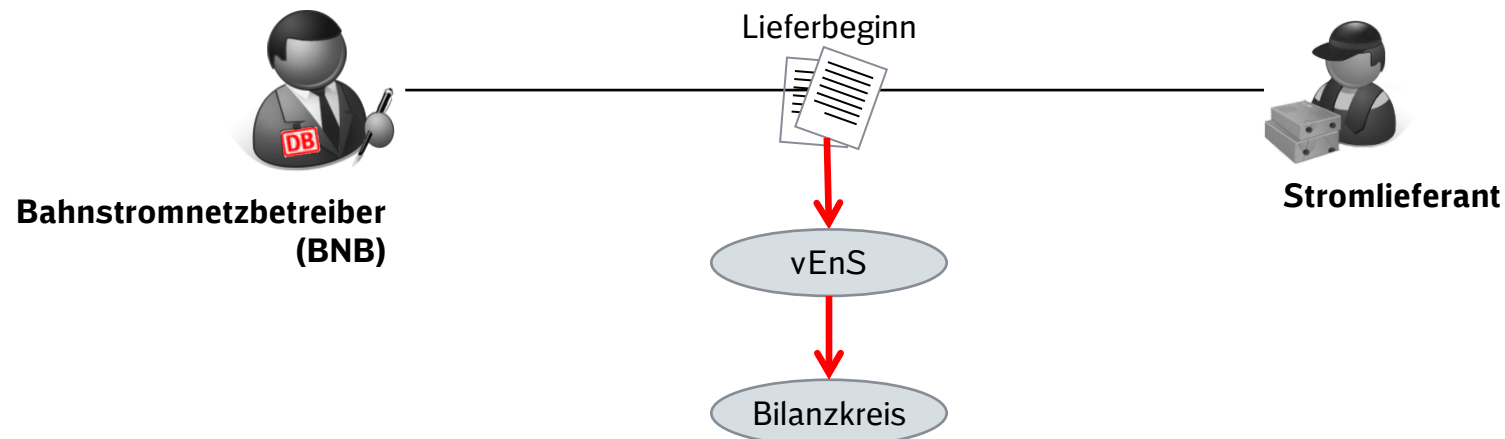 Lieferbeginn
DB
Bahnstromnetzbetreiber
(BNB)
Stromlieferant
vEnS
Bilanzkreis